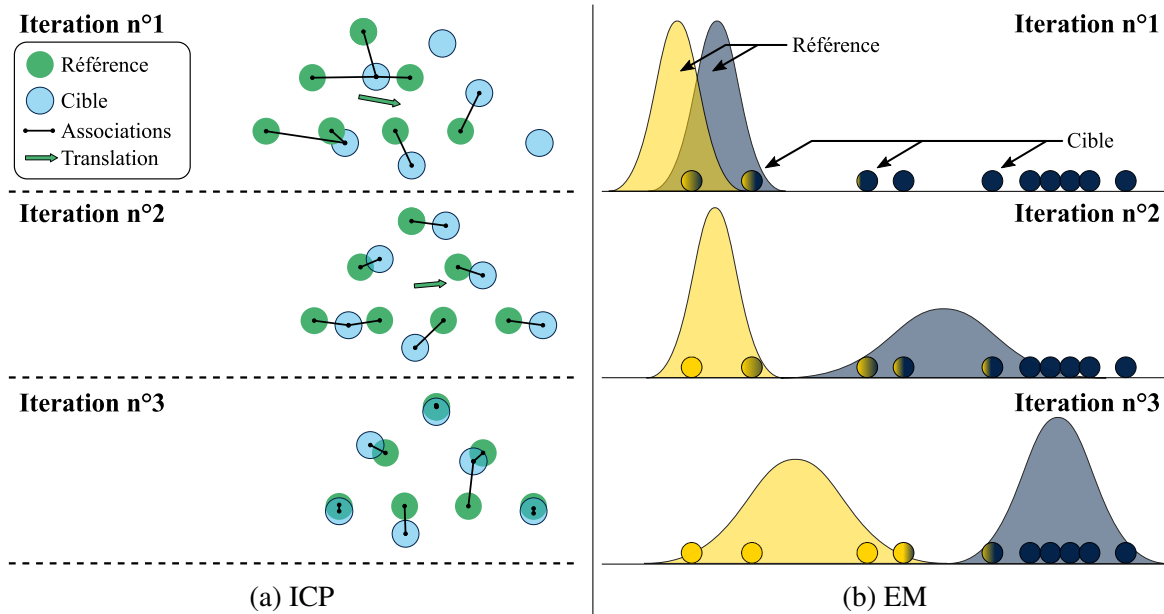 Iteration n°1
Référence
Cible
Associations
Translation
Iteration n°2
Iteration n°3
(a) ICP
Iteration n°1
Référence
Cible
Iteration n°2
Iteration n°3
(b) EM